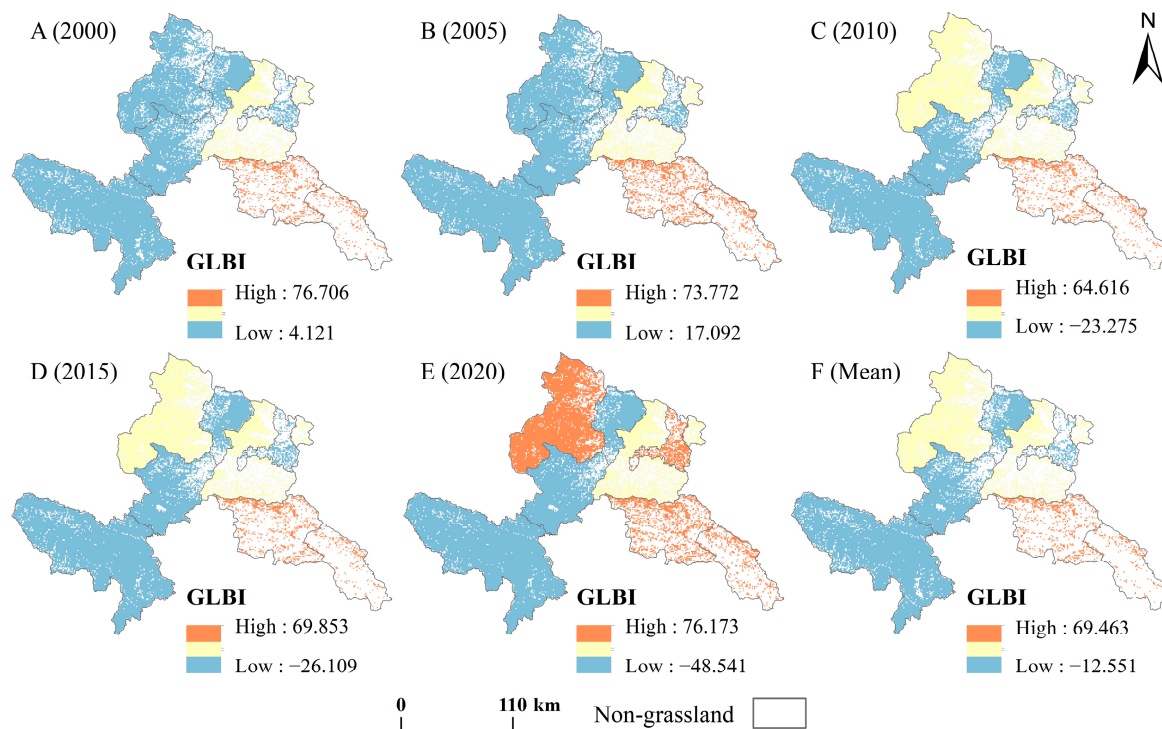 A (2000)
B (2005)
C (2010)
N
GLBI
High : 76.706
Low : 4.121
GLBI
High : 73.772
Low : 17.092
GLBI
High : 64.616
Low : −23.275
D (2015)
E (2020)
F (Mean)
GLBI
High : 69.853
Low : −26.109
GLBI
High : 76.173
Low : −48.541
GLBI
High : 69.463
Low : −12.551
0 110 km
Non-grassland